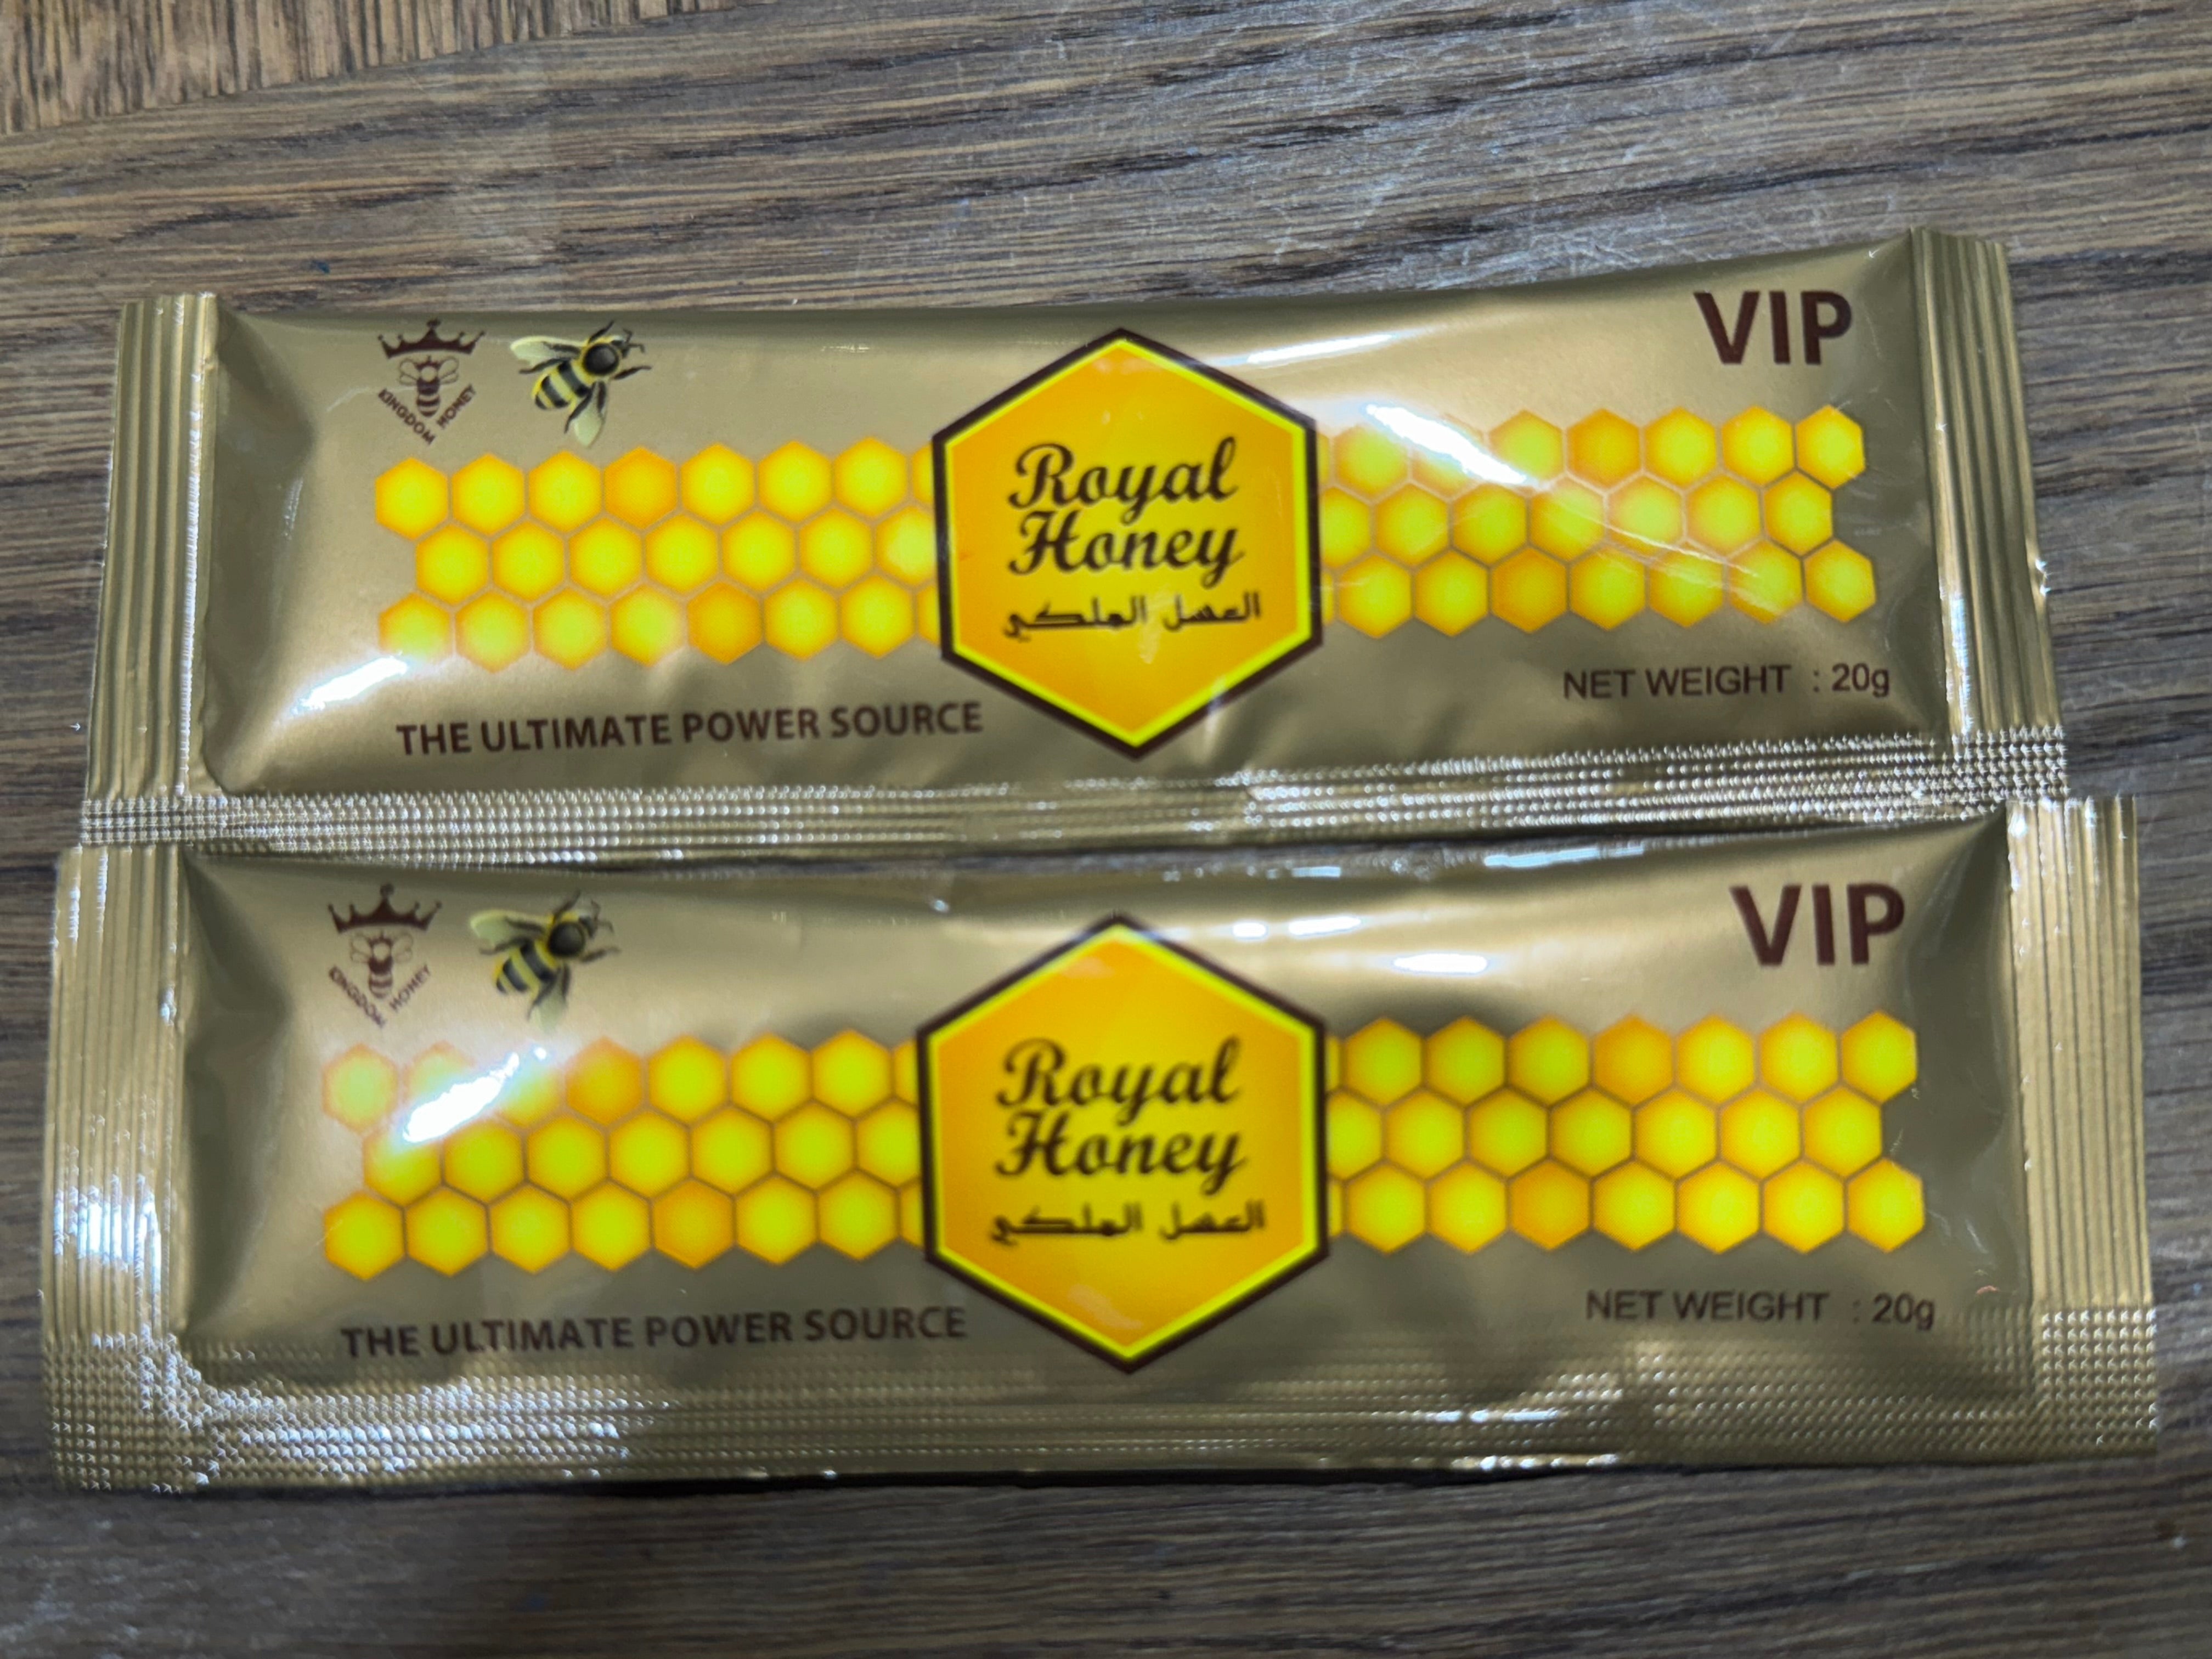 KINGDOM HONEY
VIP
Royal
Honey
العسل الملكي
NET WEIGHT : 20g
THE ULTIMATE POWER SOURCE
KINGDOM HONEY
VIP
Royal
Honey
العسل الملكي
NET WEIGHT : 20g
THE ULTIMATE POWER SOURCE